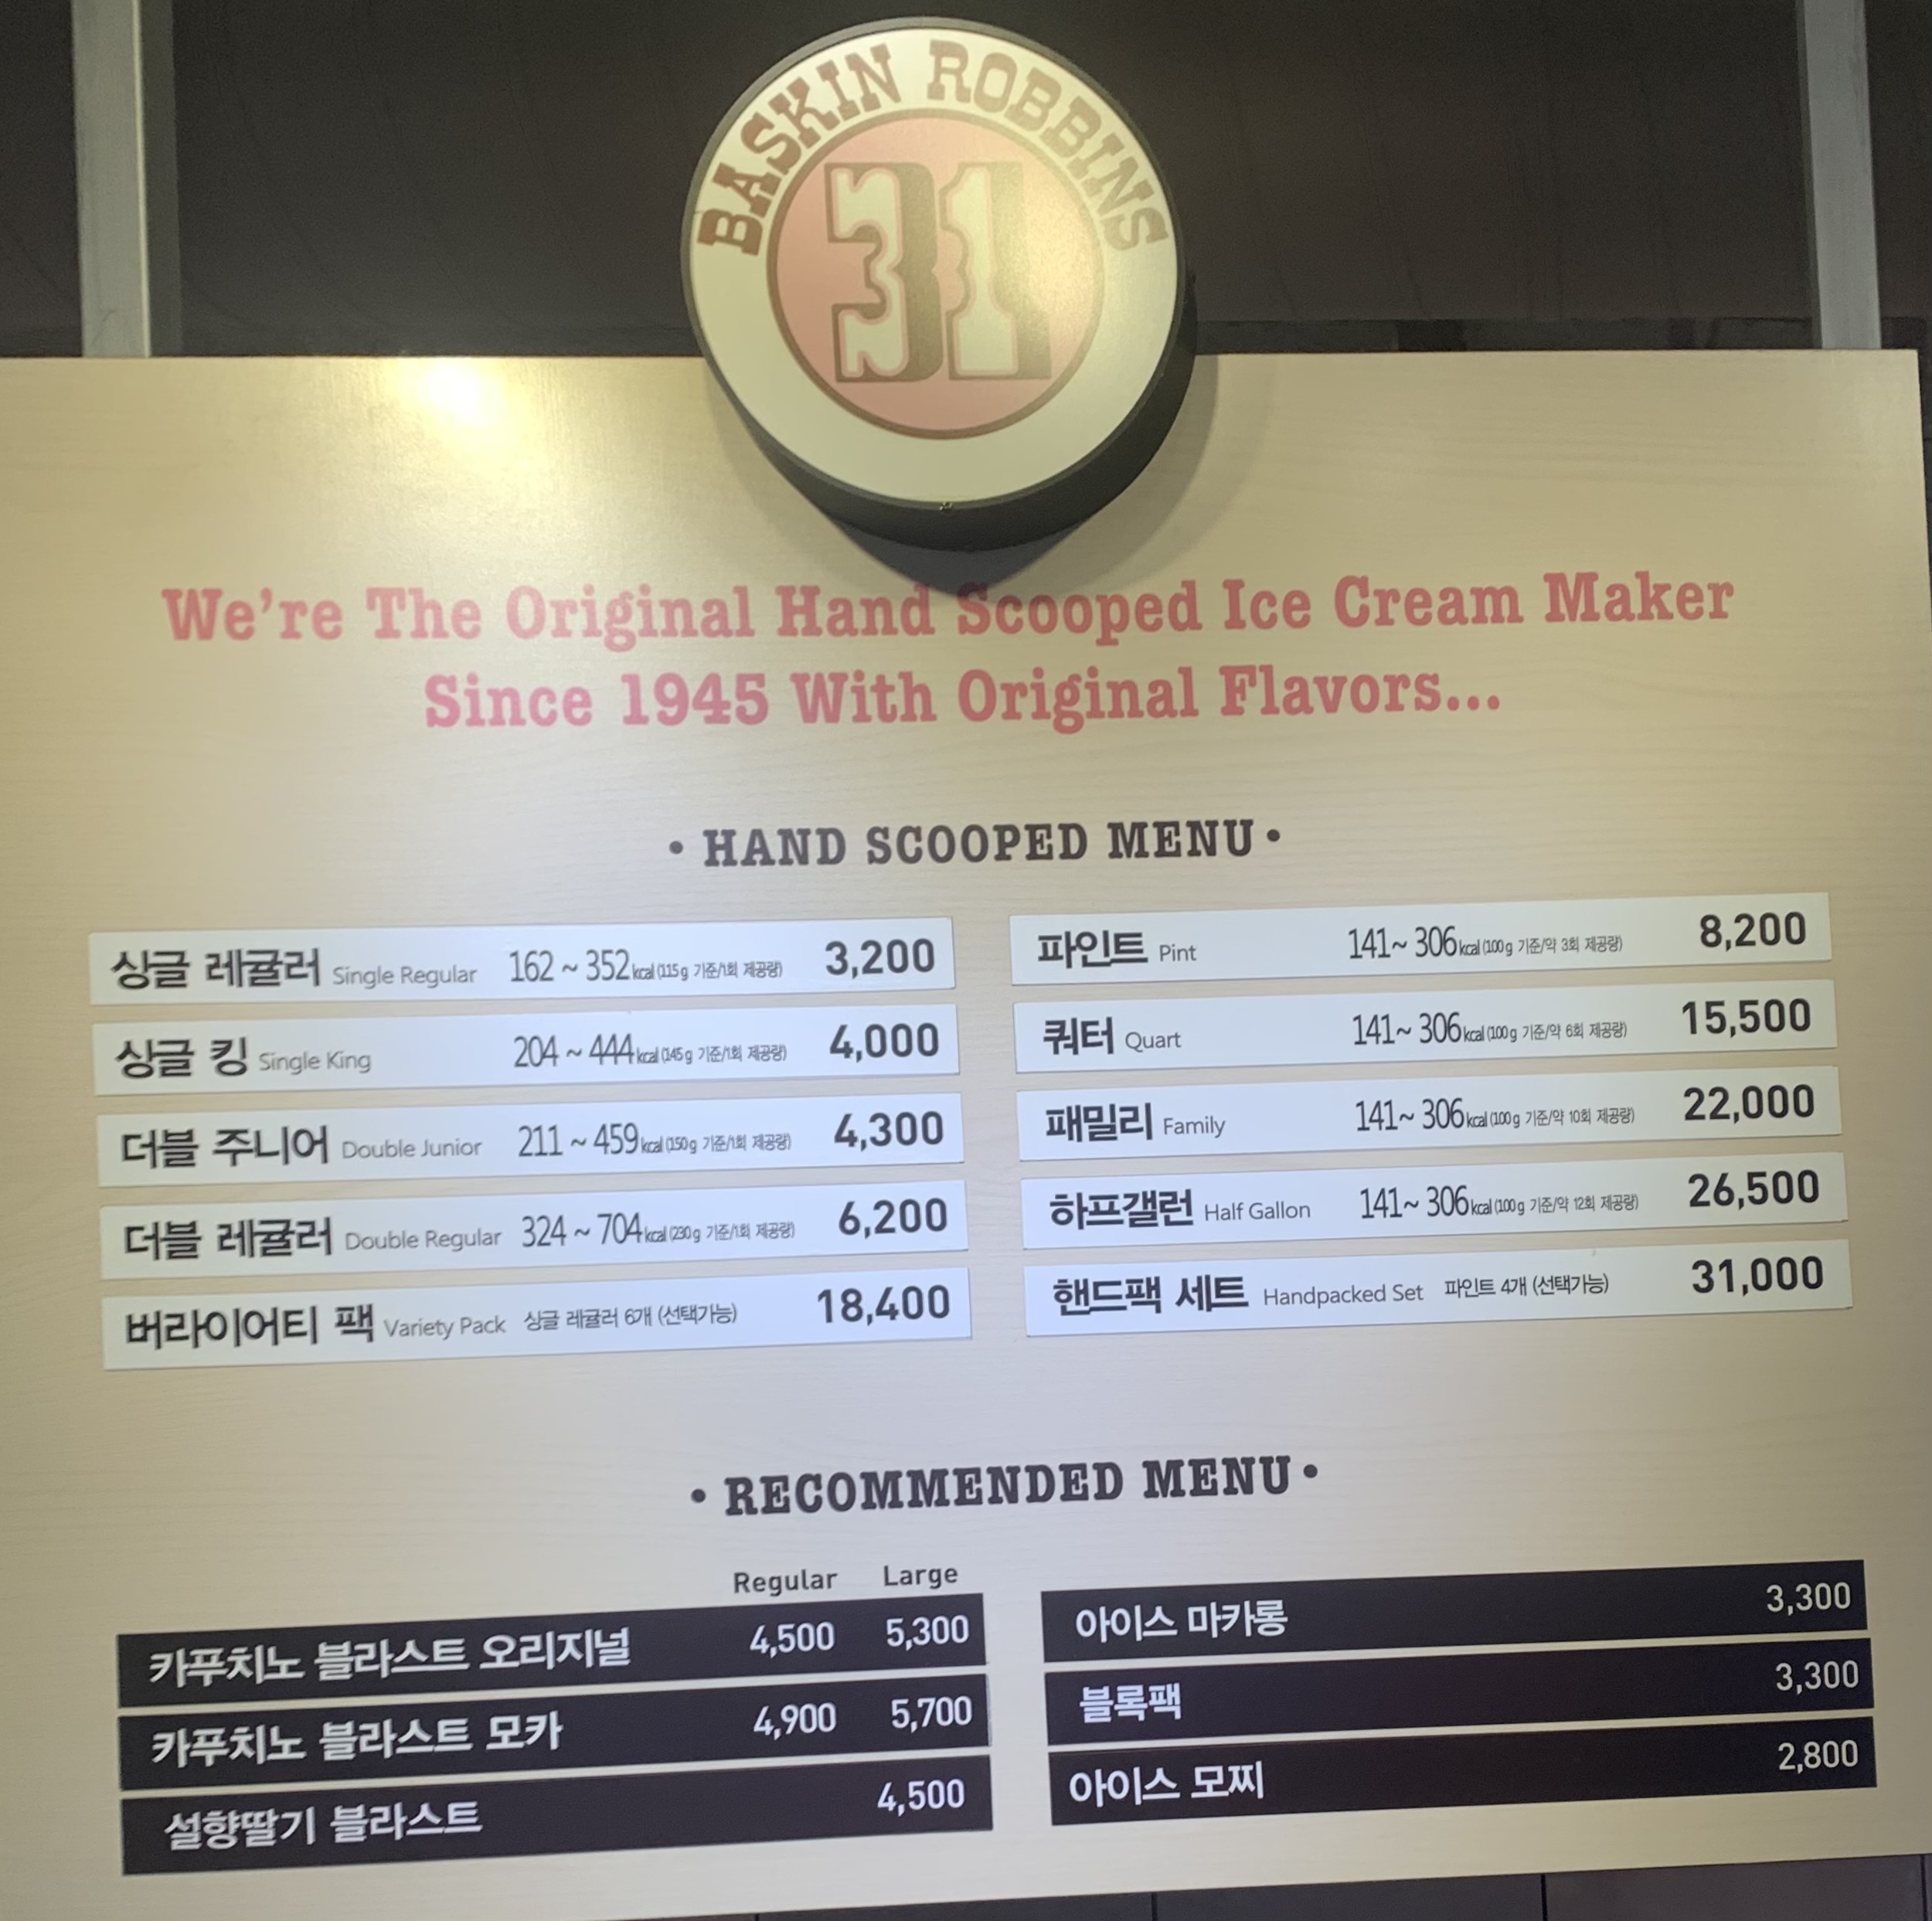 BASKIN ROBBINS
31
We're The Original Hand Scooped Ice Cream Maker
Since 1945 With Original Flavors...
• HAND SCOOPED MENU •
싱글 레귤러 Single Regular 162 ~ 352 kcal (115g 기준/1회 제공량) 3,200
싱글 킹 Single King 204 ~ 444 kcal (145g 기준/1회 제공량) 4,000
더블 주니어 Double Junior 211 ~ 459 kcal (150g 기준/1회 제공량) 4,300
더블 레귤러 Double Regular 324 ~ 704 kcal (230g 기준/1회 제공량) 6,200
버라이어티 팩 Variety Pack 싱글 레귤러 6개 (선택가능) 18,400
파인트 Pint 141~ 306 kcal (100g 기준/약 3회 제공량) 8,200
쿼터 Quart 141~ 306 kcal (100g 기준/약 6회 제공량) 15,500
패밀리 Family 141~ 306 kcal (100g 기준/약 10회 제공량) 22,000
하프갤런 Half Gallon 141~ 306 kcal (100g 기준/약 12회 제공량) 26,500
핸드팩 세트 Handpacked Set 파인트 4개 (선택가능) 31,000
• RECOMMENDED MENU •
Regular Large
카푸치노 블라스트 오리지널 4,500 5,300
카푸치노 블라스트 모카 4,900 5,700
설향딸기 블라스트 4,500
아이스 마카롱 3,300
블록팩 3,300
아이스 모찌 2,800